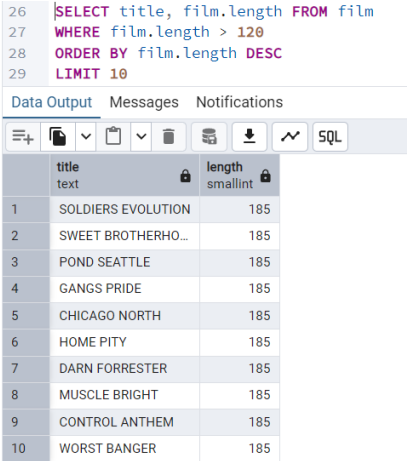 26 SELECT title, film.length FROM film
27 WHERE film.length > 120
28 ORDER BY film.length DESC
29 LIMIT 10
Data Output Messages Notifications
SQL
title length
text smallint
1 SOLDIERS EVOLUTION 185
2 SWEET BROTHERHO... 185
3 POND SEATTLE 185
4 GANGS PRIDE 185
5 CHICAGO NORTH 185
6 HOME PITY 185
7 DARN FORRESTER 185
8 MUSCLE BRIGHT 185
9 CONTROL ANTHEM 185
10 WORST BANGER 185